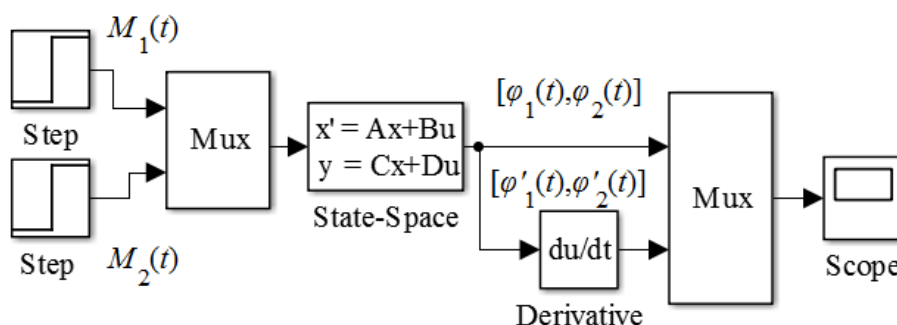 M₁(t)
Step
Mux
x' = Ax+Bu
y = Cx+Du
State-Space
Step
M₂(t)
[φ₁(t),φ₂(t)]
[φ'₁(t),φ'₂(t)]
du/dt
Derivative
Mux
Scope